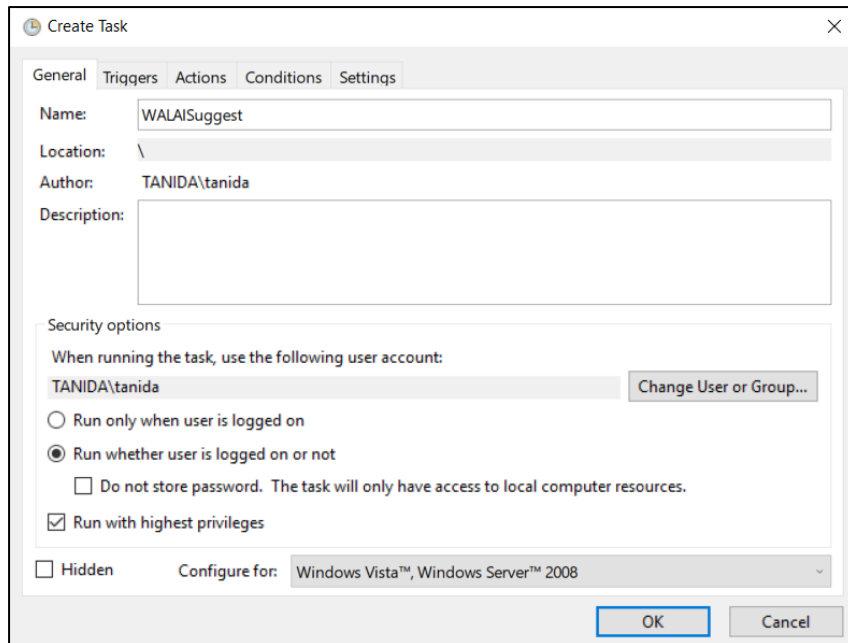 Create Task
General Triggers Actions Conditions Settings
Name: WALAISuggest
Location: \
Author: TANIDA\tanida
Description:
Security options
When running the task, use the following user account:
TANIDA\tanida Change User or Group...
Run only when user is logged on
Run whether user is logged on or not
Do not store password. The task will only have access to local computer resources.
Run with highest privileges
Hidden Configure for: Windows Vista™, Windows Server™ 2008
OK Cancel